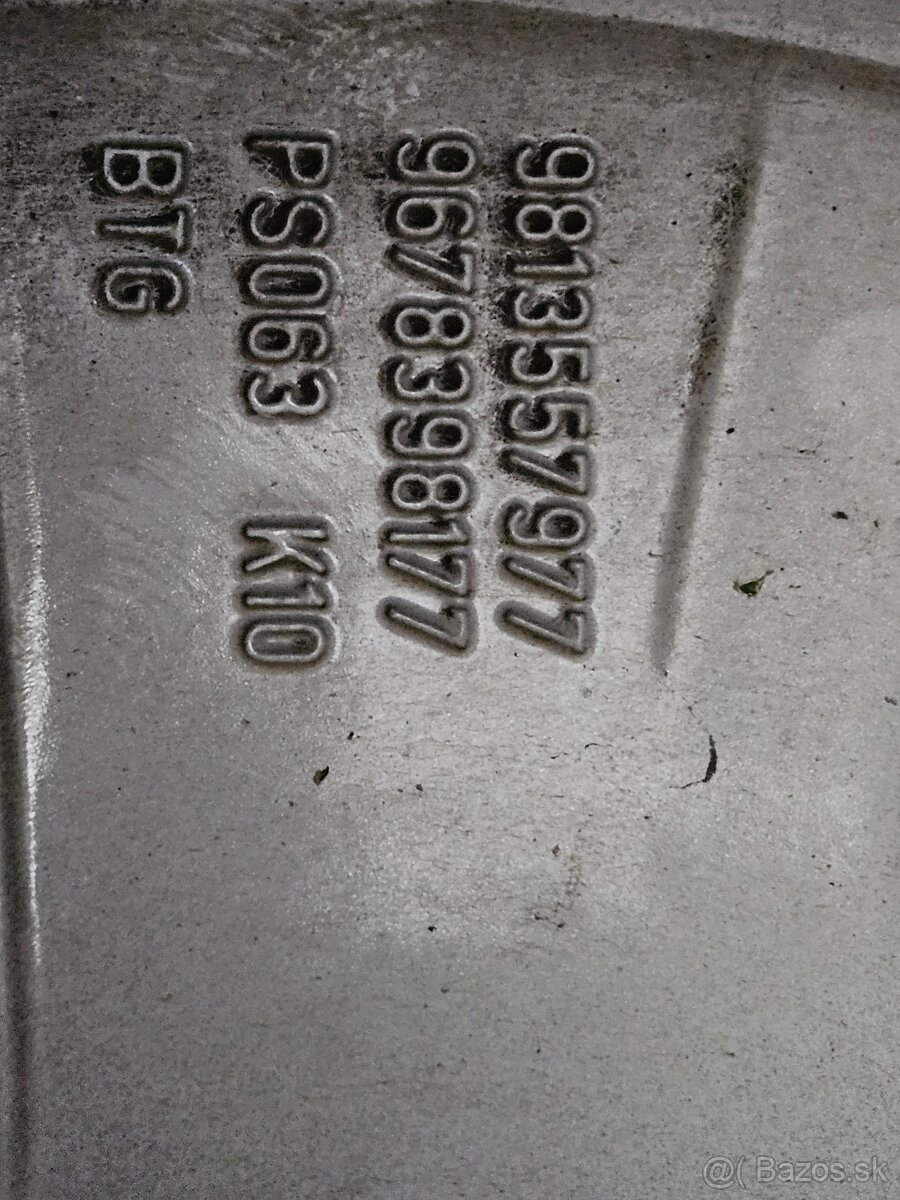 9813557977
9678398177
PS063 K10
BTG
@( Bazos.sk